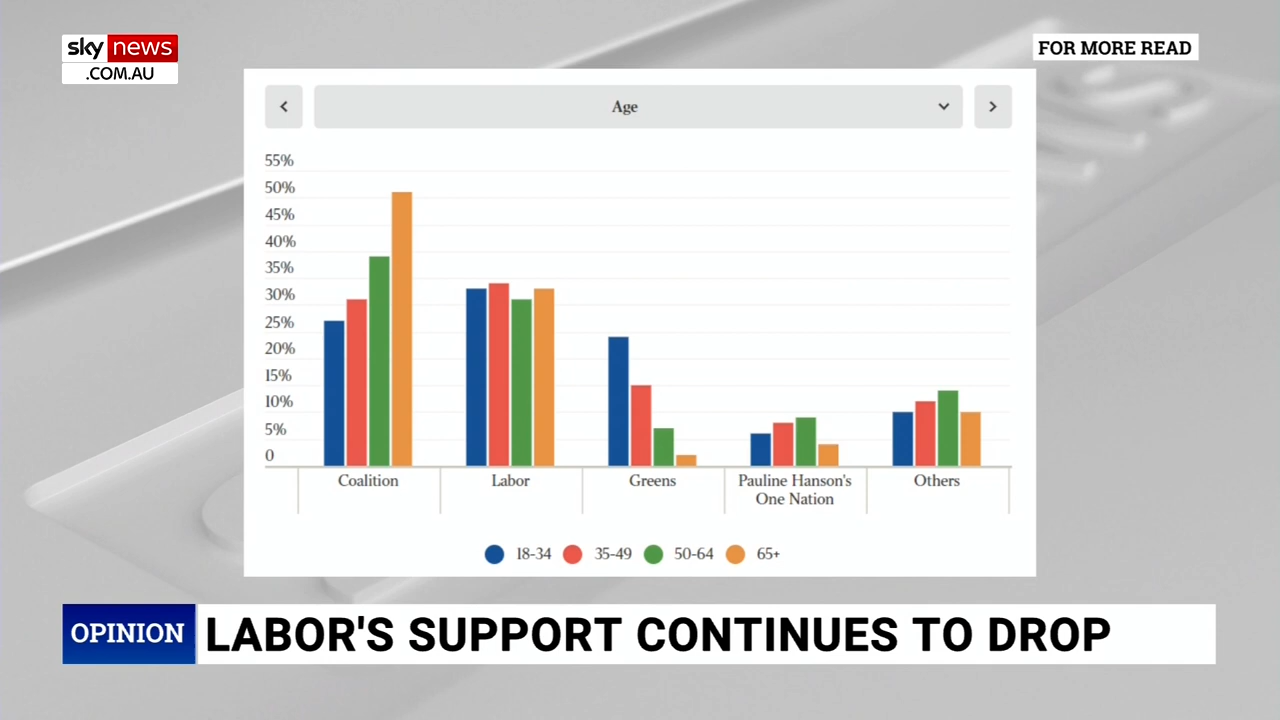 sky news
.COM.AU
FOR MORE READ
Age
55%
50%
45%
40%
35%
30%
25%
20%
15%
10%
5%
0
Coalition
Labor
Greens
Pauline Hanson's
One Nation
Others
18-34
35-49
50-64
65+
OPINION
LABOR'S SUPPORT CONTINUES TO DROP